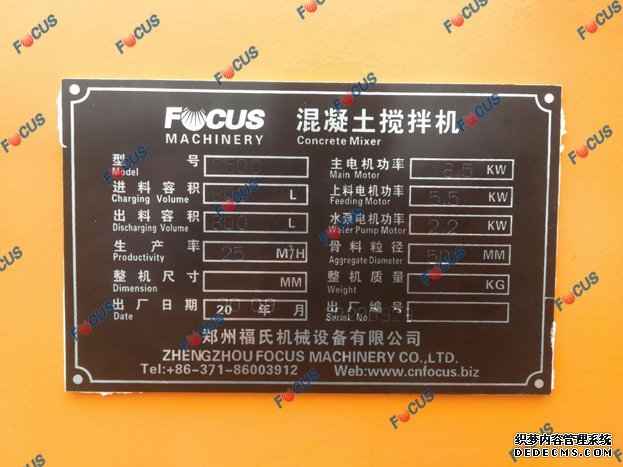 FOCUS
MACHINERY
混凝土搅拌机
Concrete Mixer
型 号
Model
主电机功率 18.5 KW
Main Motor
进料容积 L
Charging Volume
上料电机功率 5.5 KW
Feeding Motor
出料容积 L
Discharging Volume
水泵电机功率 2.2 KW
Water Pump Motor
生产率 25 M³/H
Productivity
骨料粒径 MM
Aggregate Diameter
整机尺寸 MM
Dimension
整机质量 KG
Weight
出厂日期 20 年 月
Date
出厂编号
Serial No.
郑州福氏机械设备有限公司
ZHENGZHOU FOCUS MACHINERY CO.,LTD.
Tel:+86-371-86003912 Web:www.cnfocus.biz
织梦内容管理系统
DEDECMS.COM